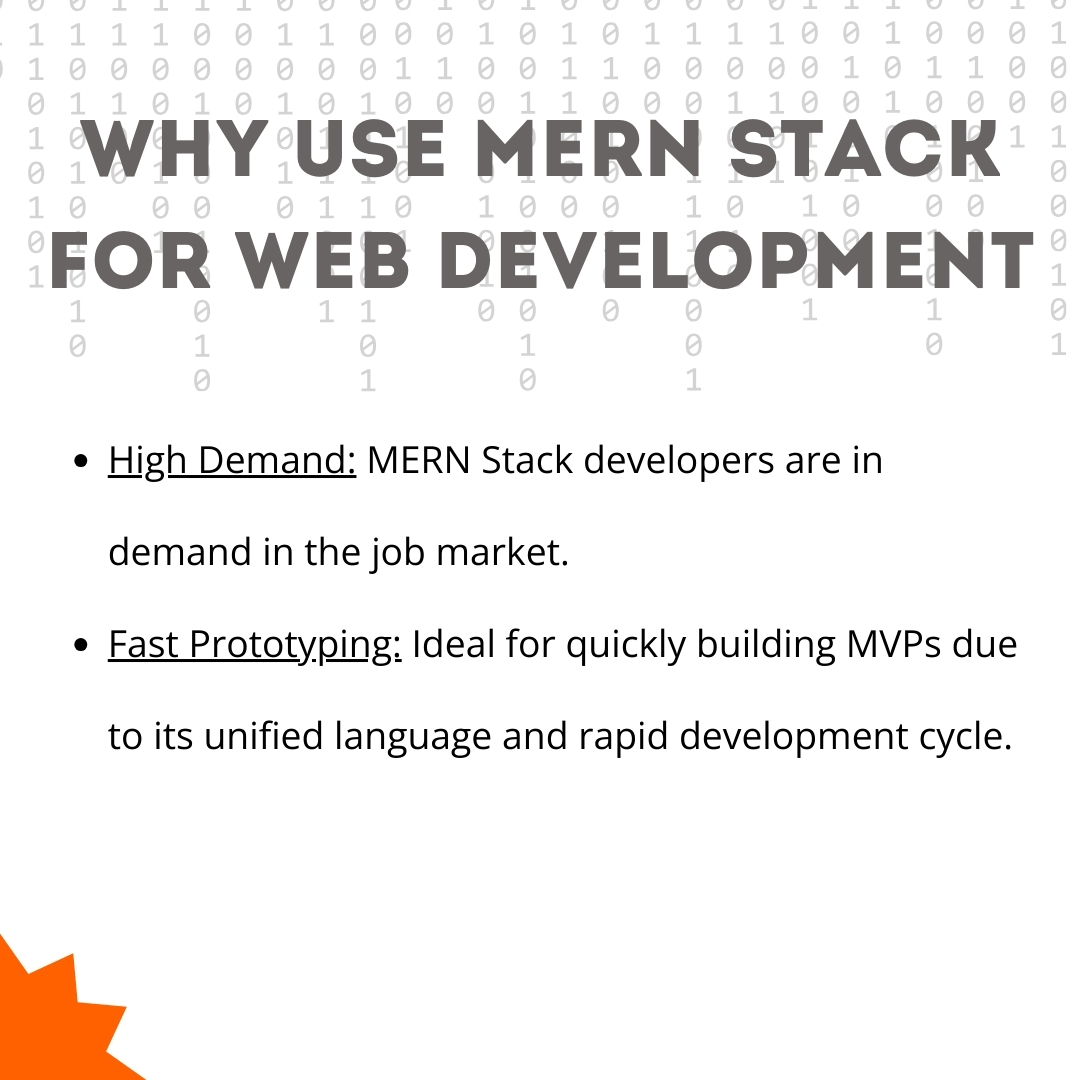 WHY USE MERN STACK
FOR WEB DEVELOPMENT
• High Demand: MERN Stack developers are in
demand in the job market.
• Fast Prototyping: Ideal for quickly building MVPs due
to its unified language and rapid development cycle.